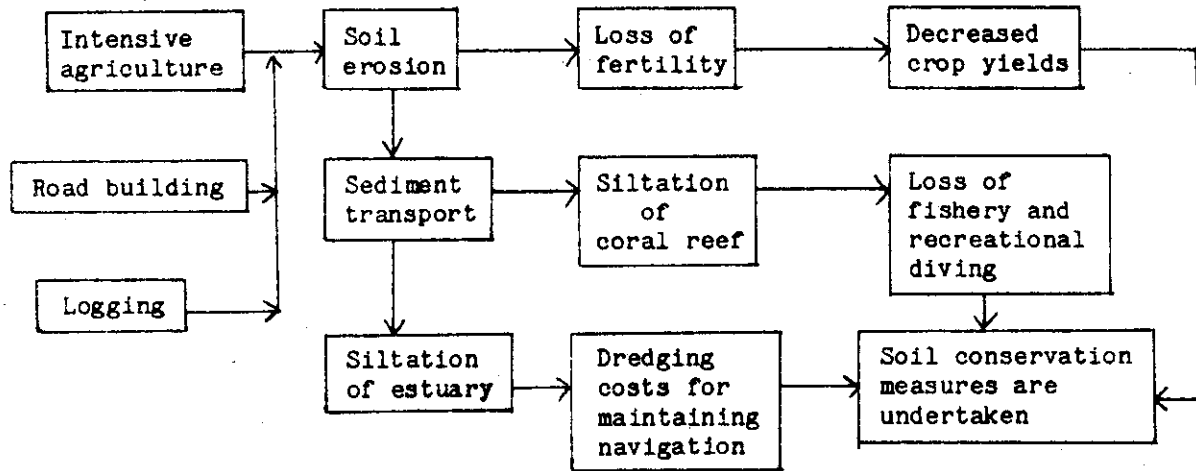 Intensive
agriculture
Soil
erosion
Loss of
fertility
Decreased
crop yields
Road building
Sediment
transport
Siltation
of
coral reef
Loss of
fishery and
recreational
diving
Logging
Siltation
of estuary
Dredging
costs for
maintaining
navigation
Soil conservation
measures are
undertaken